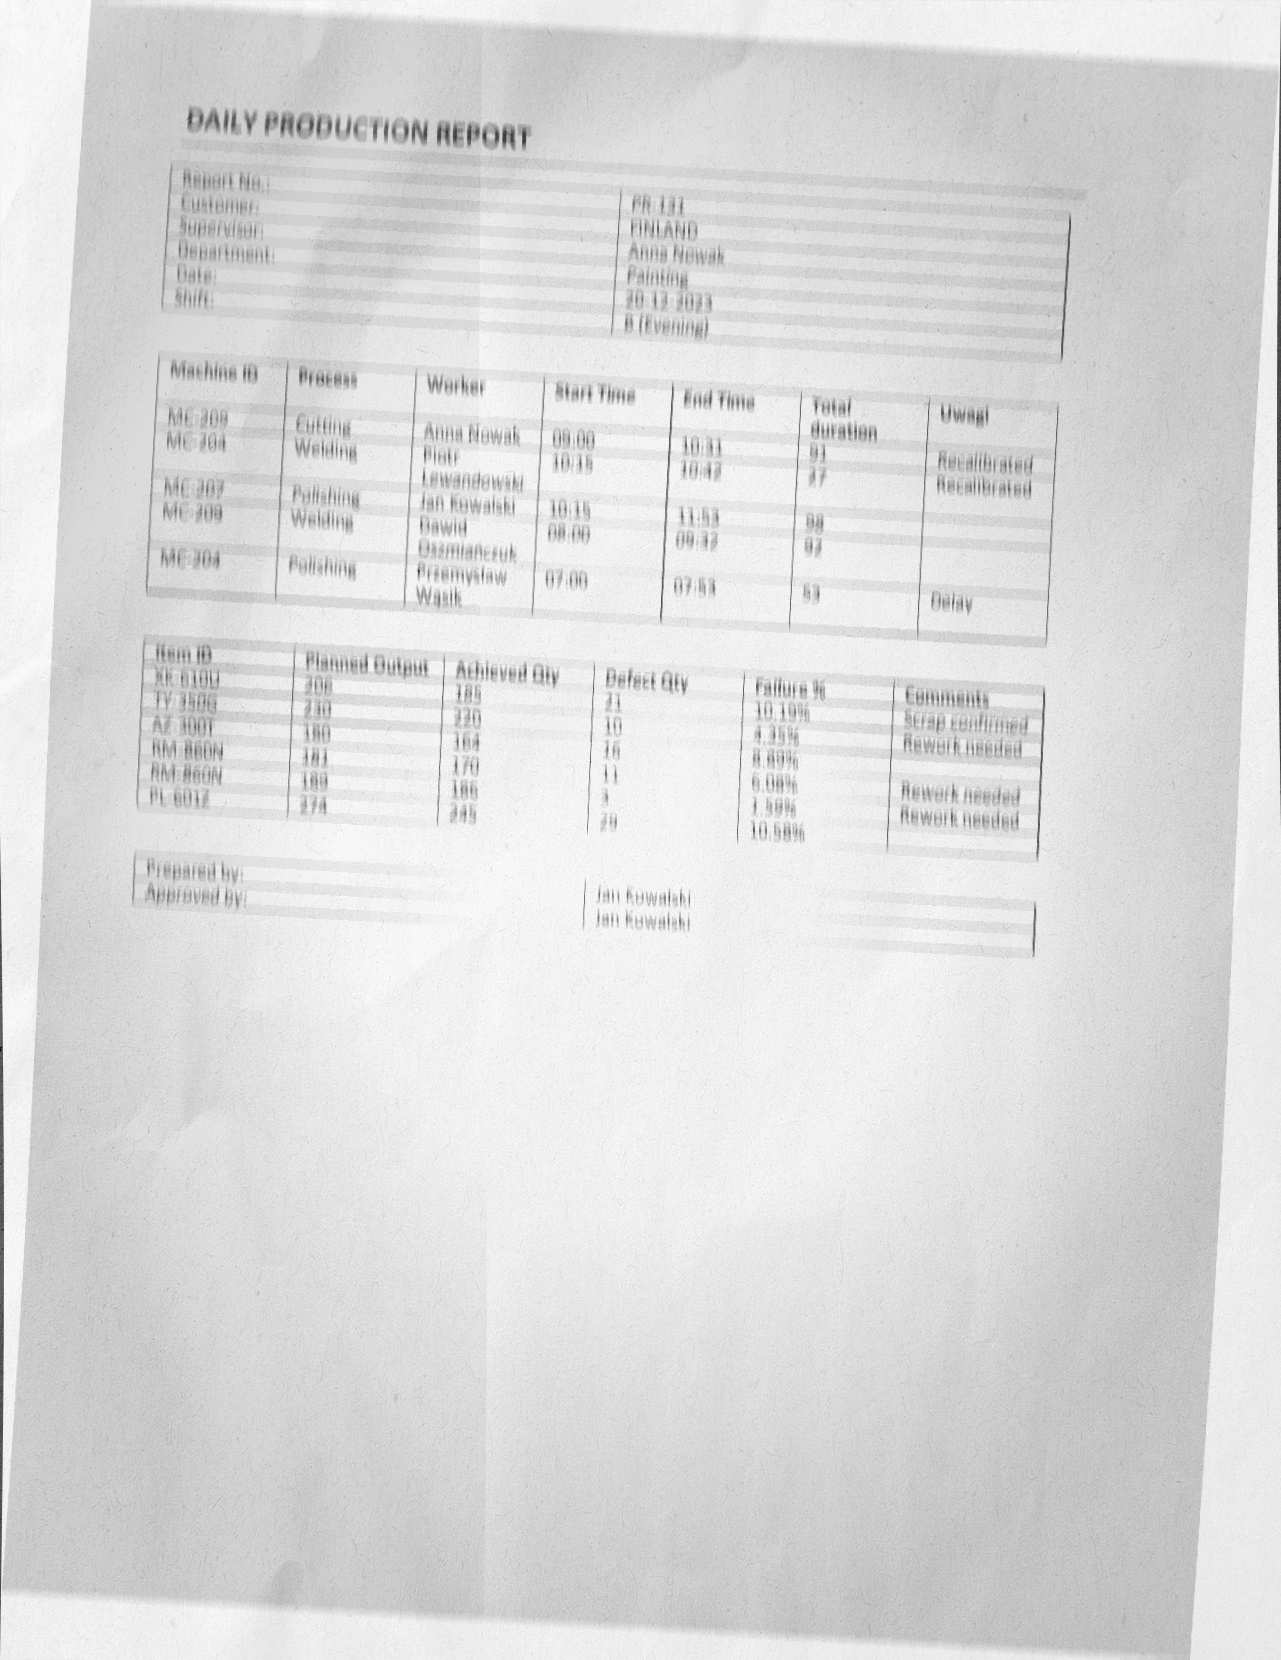 DAILY PRODUCTION REPORT
Report No.: PR 131
Customer: FINLAND
Supervisor: Anna Nowak
Department: Painting
Date: 20 12 2023
Shift: B (Evening)
Machine ID Process Worker Start Time End Time Total duration Uwagi
MC 209 Cutting Anna Nowak 09:00 10:31 91 Recalibrated
MC 204 Welding Piotr Lewandowski 10:15 10:42 27 Recalibrated
MC 207 Polishing Jan Kowalski 10:15 11:53 98
MC 209 Welding Dawid 08:00 09:32 92
MC 204 Polishing Przemysław Wąsik 07:00 07:53 53 Delay
Item ID Planned Output Achieved Qty Defect Qty Failure % Comments
XK 610U 206 185 21 10.19% Scrap confirmed
TY 350G 230 220 10 4.35% Rework needed
AZ 300T 180 164 16 8.89%
RM 860N 181 170 11 6.08% Rework needed
RM 860N 189 186 3 1.59% Rework needed
PL 601Z 274 245 29 10.58%
Prepared by: Jan Kowalski
Approved by: Jan Kowalski